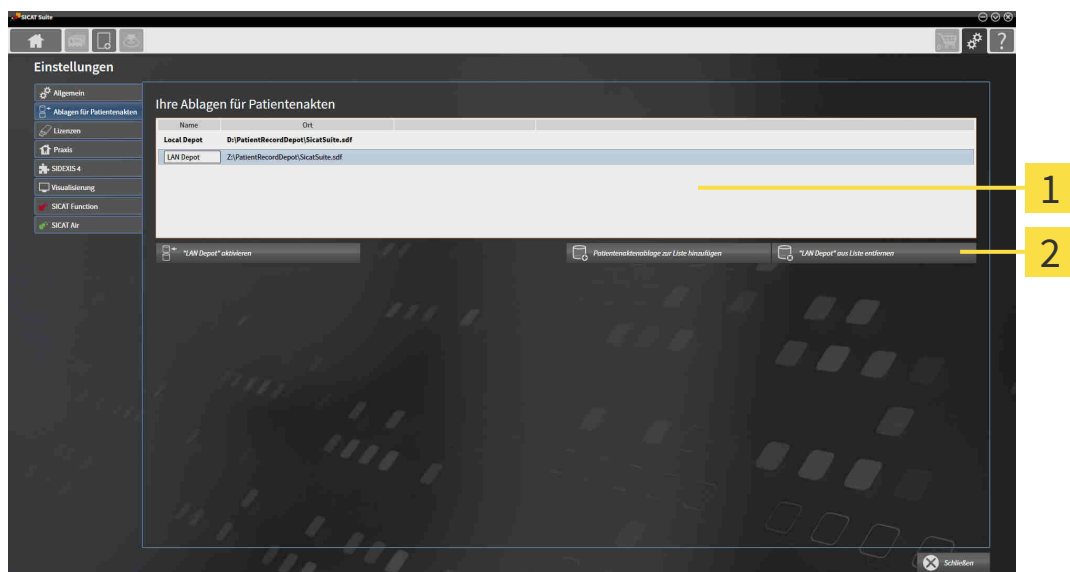 SICAT Suite
?
Einstellungen
Allgemein
Ablagen für Patientenakten
Lizenzen
Praxis
SIDEXIS 4
Visualisierung
SICAT Function
SICAT Air
Ihre Ablagen für Patientenakten
Name Ort
Local Depot D:\PatientRecordDepot\SicatSuite.sdf
LAN Depot Z:\PatientRecordDepot\SicatSuite.sdf
1
"LAN Depot" aktivieren
Patientenaktenablage zur Liste hinzufügen
"LAN Depot" aus Liste entfernen
2
Schließen